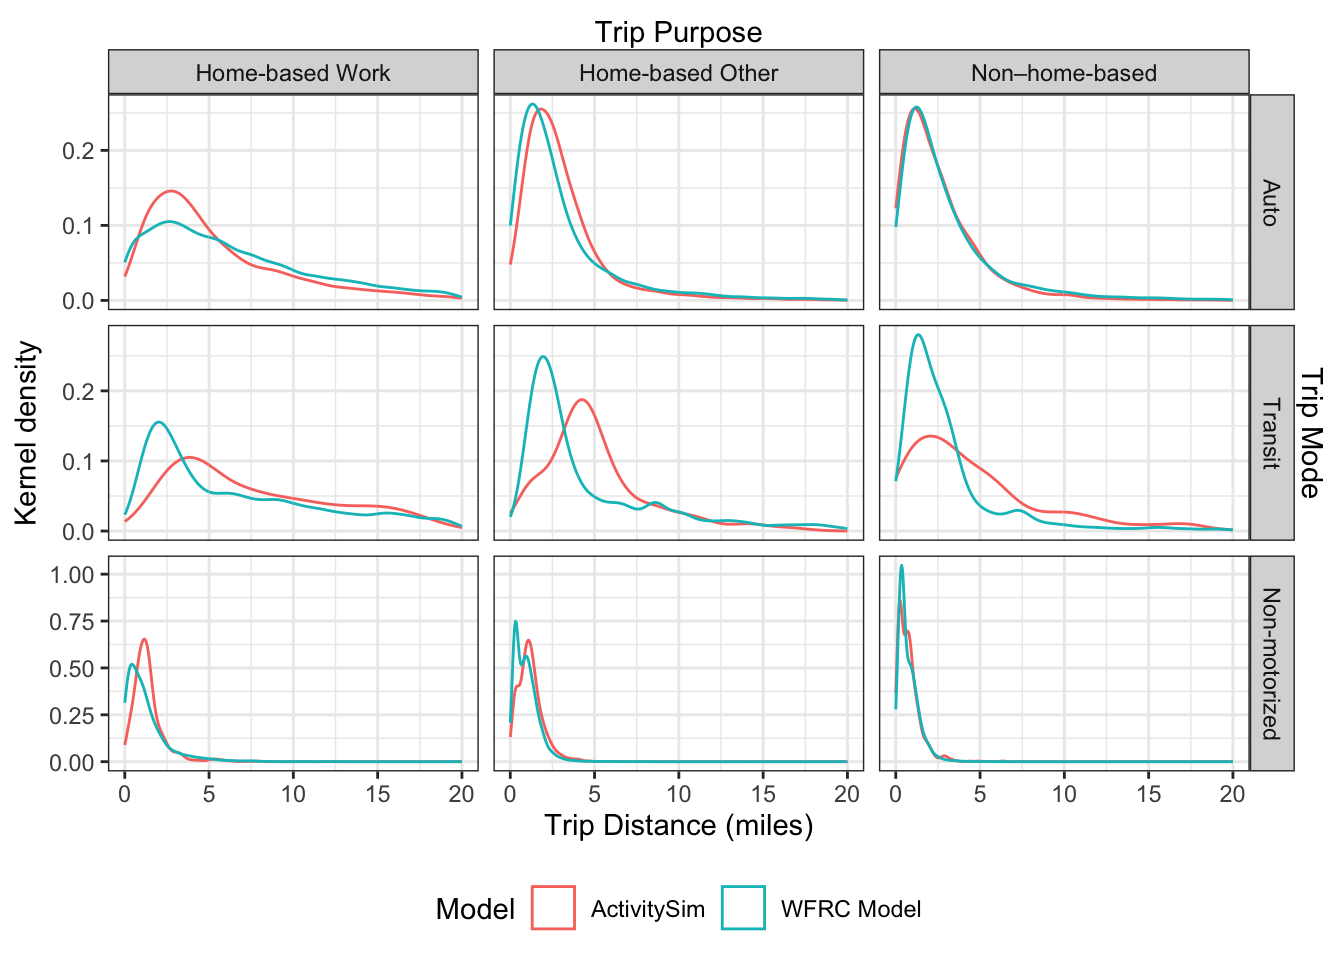 Trip Purpose
Home-based Work
Home-based Other
Non–home-based
0.2
0.1
0.0
Auto
0.2
0.1
0.0
Transit
1.00
0.75
0.50
0.25
0.00
Non-motorized
Kernel density
Trip Mode
0 5 10 15 20
0 5 10 15 20
0 5 10 15 20
Trip Distance (miles)
Model ActivitySim WFRC Model